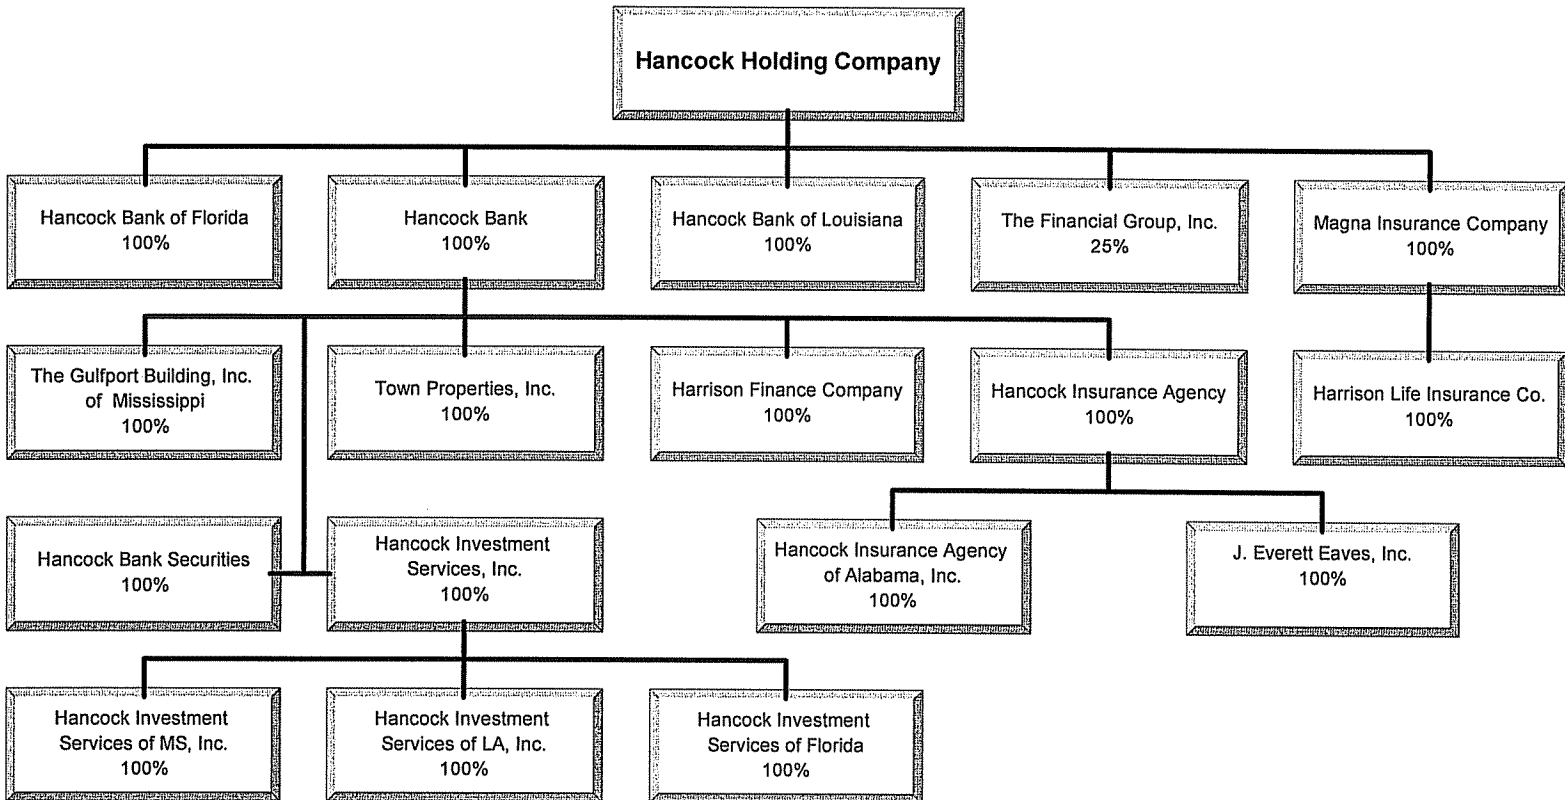 Hancock Holding Company
Hancock Bank of Florida
100%
Hancock Bank
100%
Hancock Bank of Louisiana
100%
The Financial Group, Inc.
25%
Magna Insurance Company
100%
The Gulfport Building, Inc.
of Mississippi
100%
Town Properties, Inc.
100%
Harrison Finance Company
100%
Hancock Insurance Agency
100%
Harrison Life Insurance Co.
100%
Hancock Bank Securities
100%
Hancock Investment
Services, Inc.
100%
Hancock Insurance Agency
of Alabama, Inc.
100%
J. Everett Eaves, Inc.
100%
Hancock Investment
Services of MS, Inc.
100%
Hancock Investment
Services of LA, Inc.
100%
Hancock Investment
Services of Florida
100%